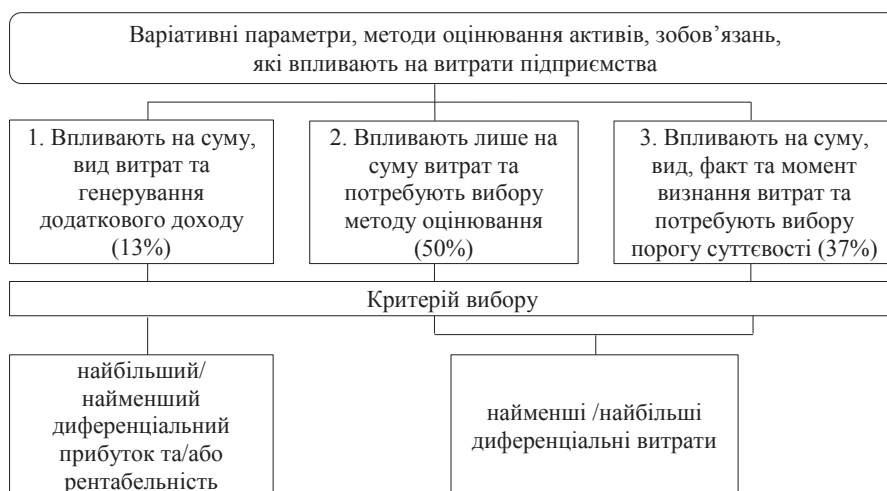 Варіативні параметри, методи оцінювання активів, зобов’язань,
які впливають на витрати підприємства
1. Впливають на суму,
вид витрат та
генерування
додаткового доходу
(13%)
2. Впливають лише на
суму витрат та
потребують вибору
методу оцінювання
(50%)
3. Впливають на суму,
вид, факт та момент
визнання витрат та
потребують вибору
порогу суттєвості (37%)
Критерій вибору
найбільший/
найменший
диференціальний
прибуток та/або
рентабельність
найменші /найбільші
диференціальні витрати